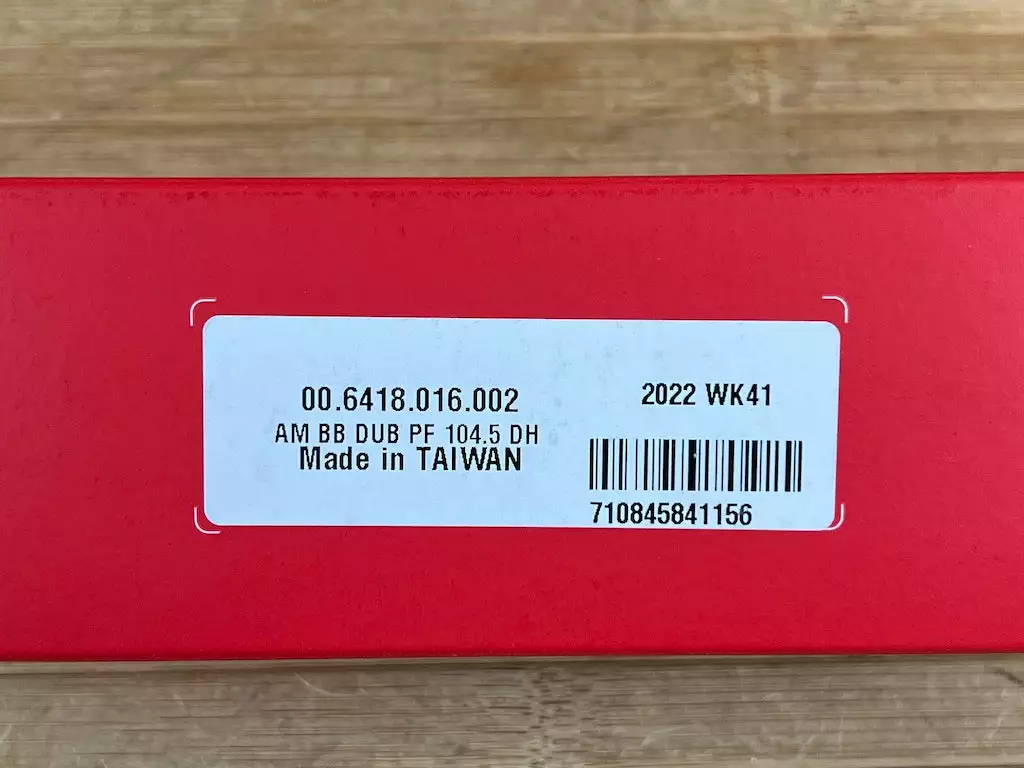 00.6418.016.002
AM BB DUB PF 104.5 DH
Made in TAIWAN
2022 WK41
710845841156